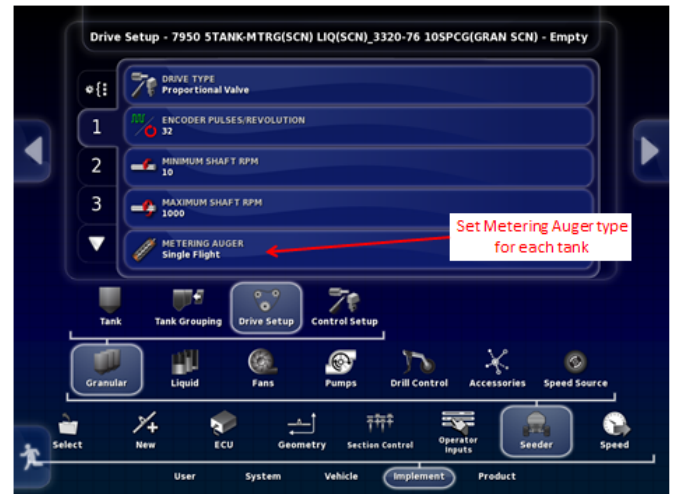 Drive Setup - 7950 5TANK-MTRG(SCN) LIQ(SCN)_3320-76 10SPCG(GRAN SCN) - Empty
DRIVE TYPE
Proportional Valve
1
ENCODER PULSES/REVOLUTION
32
2
MINIMUM SHAFT RPM
10
3
MAXIMUM SHAFT RPM
1000
METERING AUGER
Single Flight
Set Metering Auger type
for each tank
Tank
Tank Grouping
Drive Setup
Control Setup
Granular
Liquid
Fans
Pumps
Drill Control
Accessories
Speed Source
Select
New
ECU
Geometry
Section Control
Operator
Inputs
Seeder
Speed
User
System
Vehicle
Implement
Product